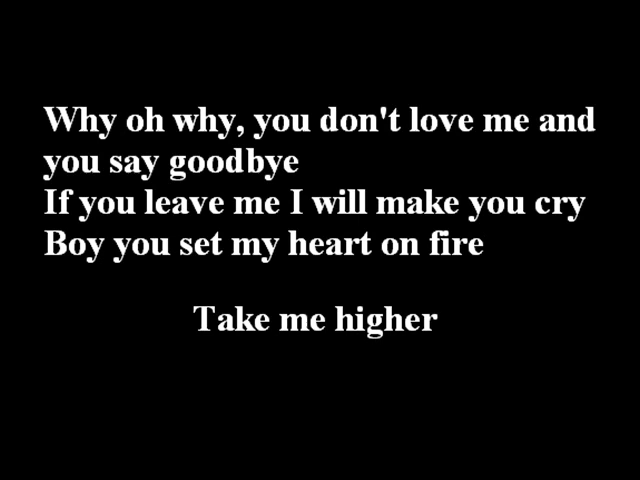 Why oh why, you don't love me and
you say goodbye
If you leave me I will make you cry
Boy you set my heart on fire
Take me higher